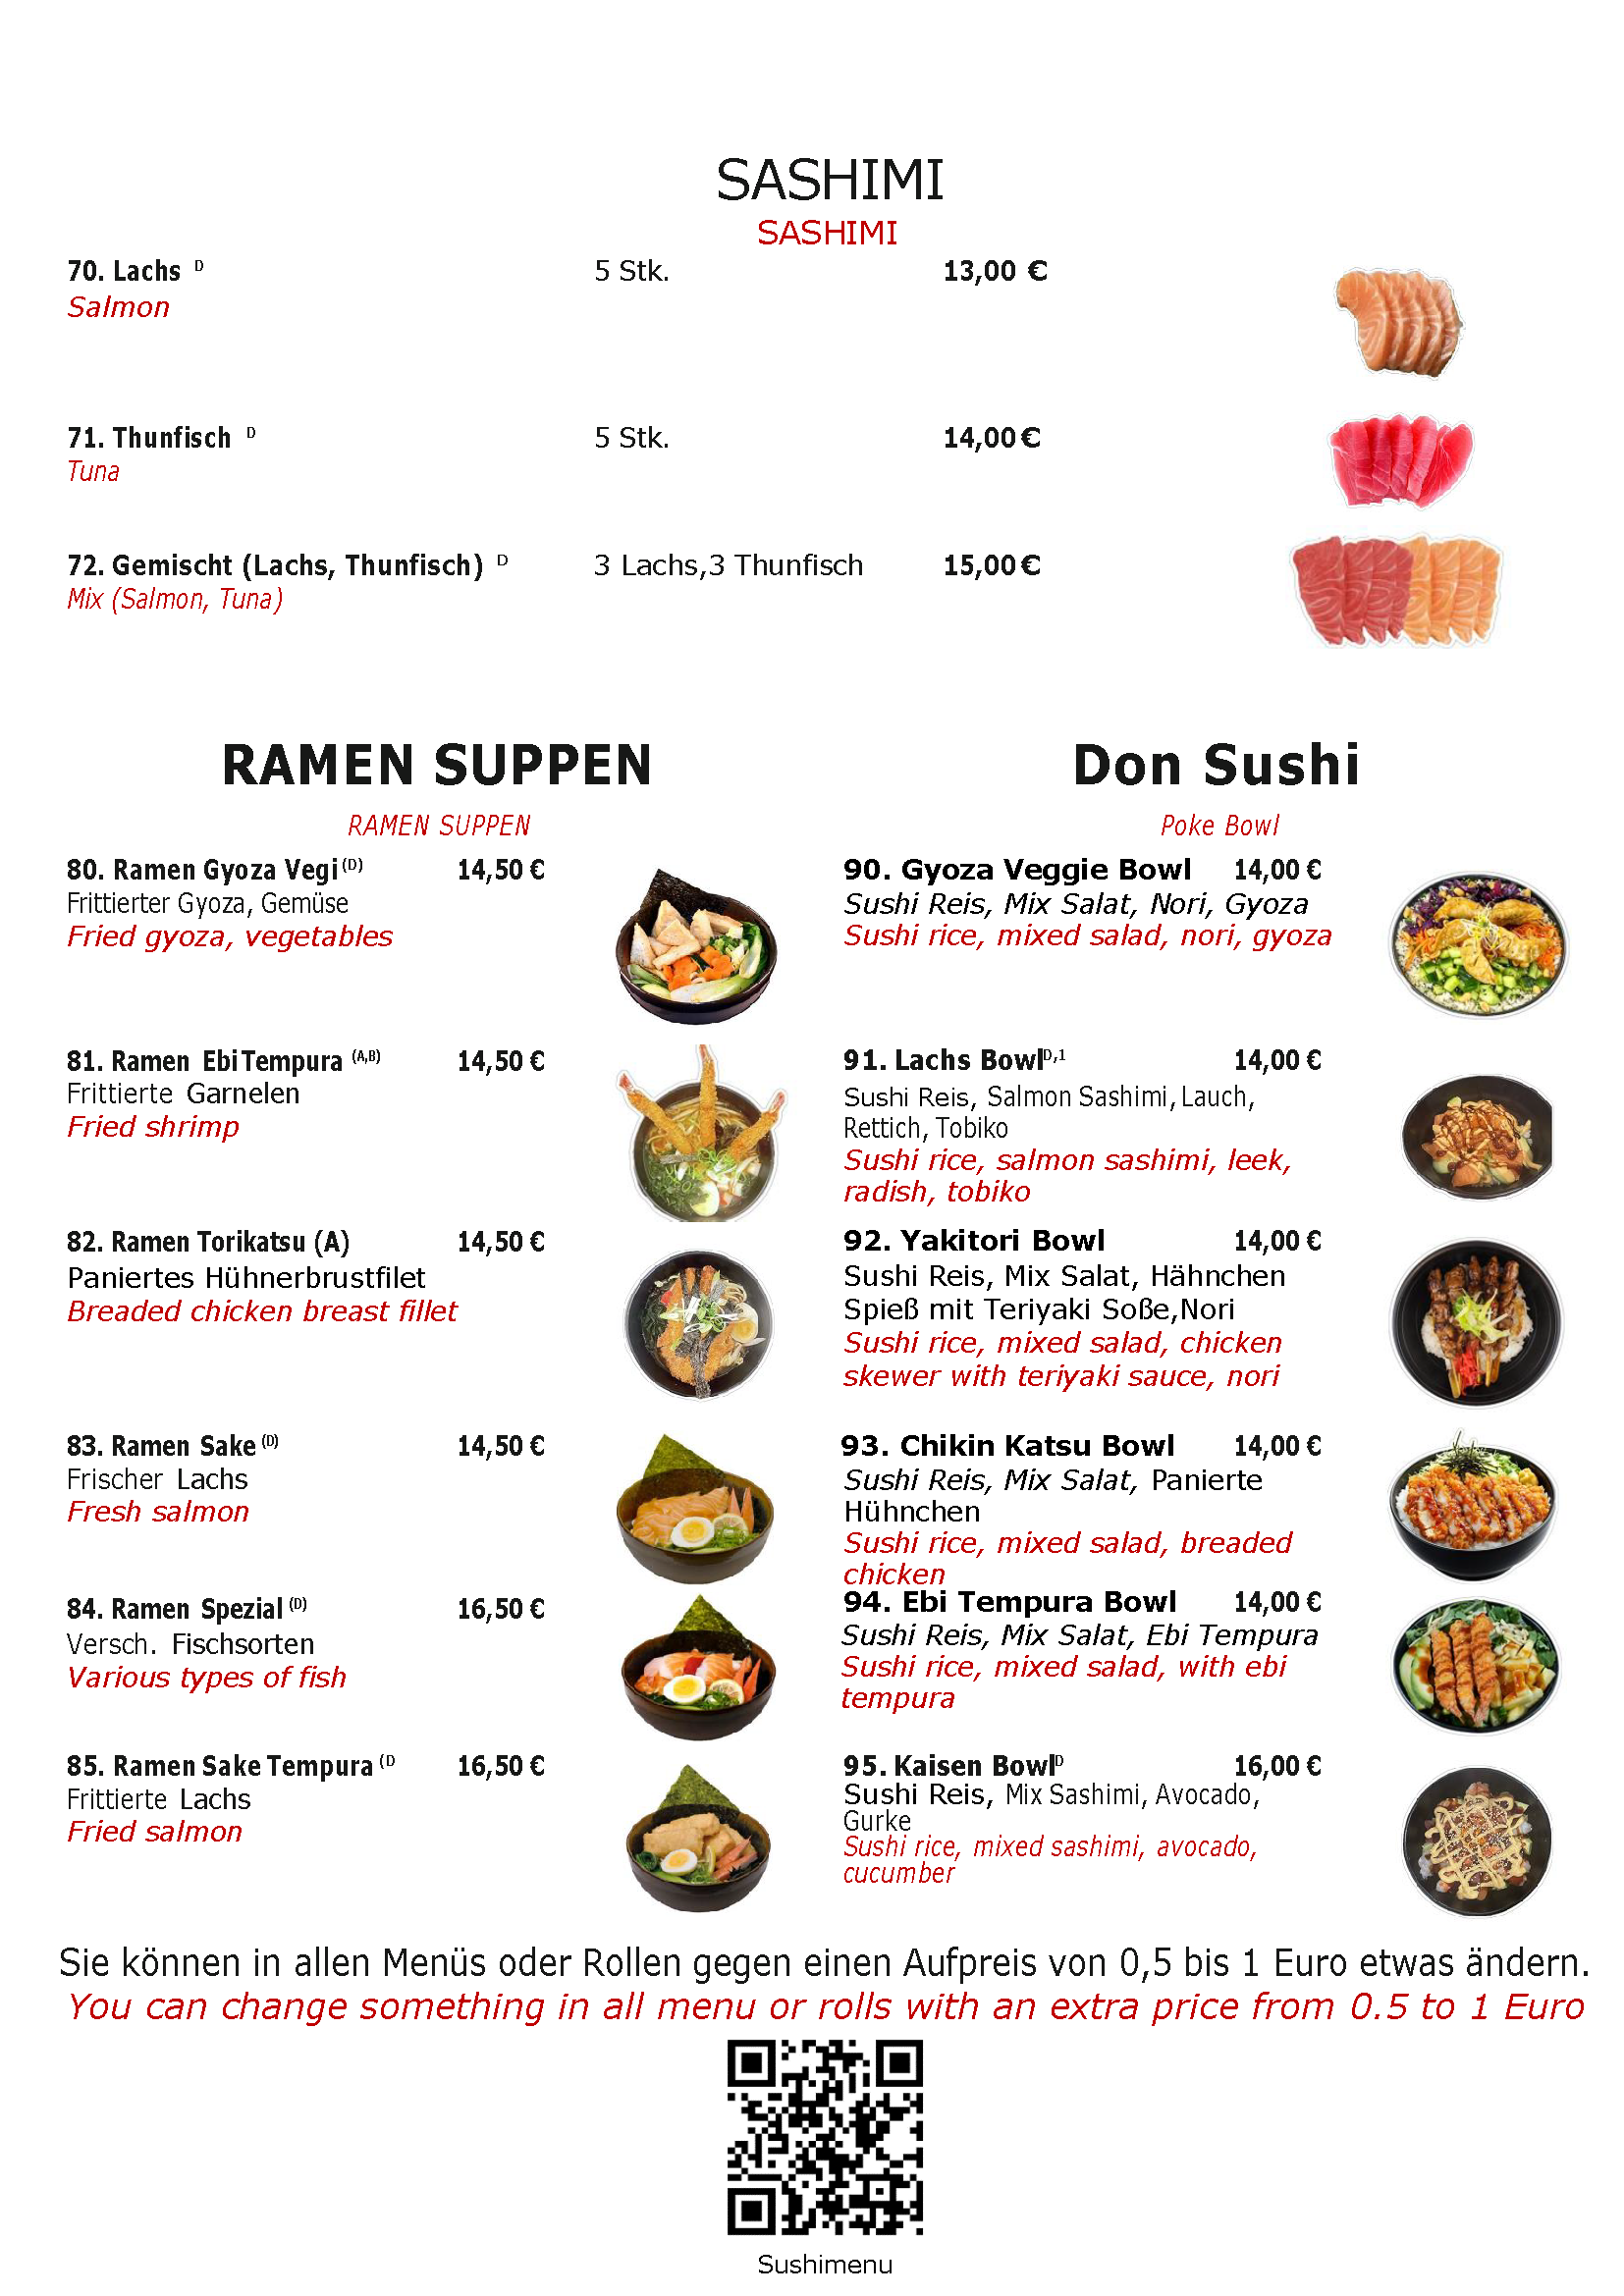 SASHIMI
SASHIMI
70. Lachs D 5 Stk. 13,00 €
Salmon
71. Thunfisch D 5 Stk. 14,00 €
Tuna
72. Gemischt (Lachs, Thunfisch) D 3 Lachs,3 Thunfisch 15,00 €
Mix (Salmon, Tuna)
RAMEN SUPPEN
RAMEN SUPPEN
80. Ramen Gyoza Vegi (D) 14,50 €
Frittierter Gyoza, Gemüse
Fried gyoza, vegetables
81. Ramen Ebi Tempura (A,B) 14,50 €
Frittierte Garnelen
Fried shrimp
82. Ramen Torikatsu (A) 14,50 €
Paniertes Hühnerbrustfilet
Breaded chicken breast fillet
83. Ramen Sake (D) 14,50 €
Frischer Lachs
Fresh salmon
84. Ramen Spezial (D) 16,50 €
Versch. Fischsorten
Various types of fish
85. Ramen Sake Tempura (D 16,50 €
Frittierte Lachs
Fried salmon
Don Sushi
Poke Bowl
90. Gyoza Veggie Bowl 14,00 €
Sushi Reis, Mix Salat, Nori, Gyoza
Sushi rice, mixed salad, nori, gyoza
91. Lachs Bowl D,1 14,00 €
Sushi Reis, Salmon Sashimi, Lauch,
Rettich, Tobiko
Sushi rice, salmon sashimi, leek,
radish, tobiko
92. Yakitori Bowl 14,00 €
Sushi Reis, Mix Salat, Hähnchen
Spieß mit Teriyaki Soße,Nori
Sushi rice, mixed salad, chicken
skewer with teriyaki sauce, nori
93. Chikin Katsu Bowl 14,00 €
Sushi Reis, Mix Salat, Panierte
Hühnchen
Sushi rice, mixed salad, breaded
chicken
94. Ebi Tempura Bowl 14,00 €
Sushi Reis, Mix Salat, Ebi Tempura
Sushi rice, mixed salad, with ebi
tempura
95. Kaisen Bowl D 16,00 €
Sushi Reis, Mix Sashimi, Avocado,
Gurke
Sushi rice, mixed sashimi, avocado,
cucumber
Sie können in allen Menüs oder Rollen gegen einen Aufpreis von 0,5 bis 1 Euro etwas ändern.
You can change something in all menu or rolls with an extra price from 0.5 to 1 Euro
Sushimenu